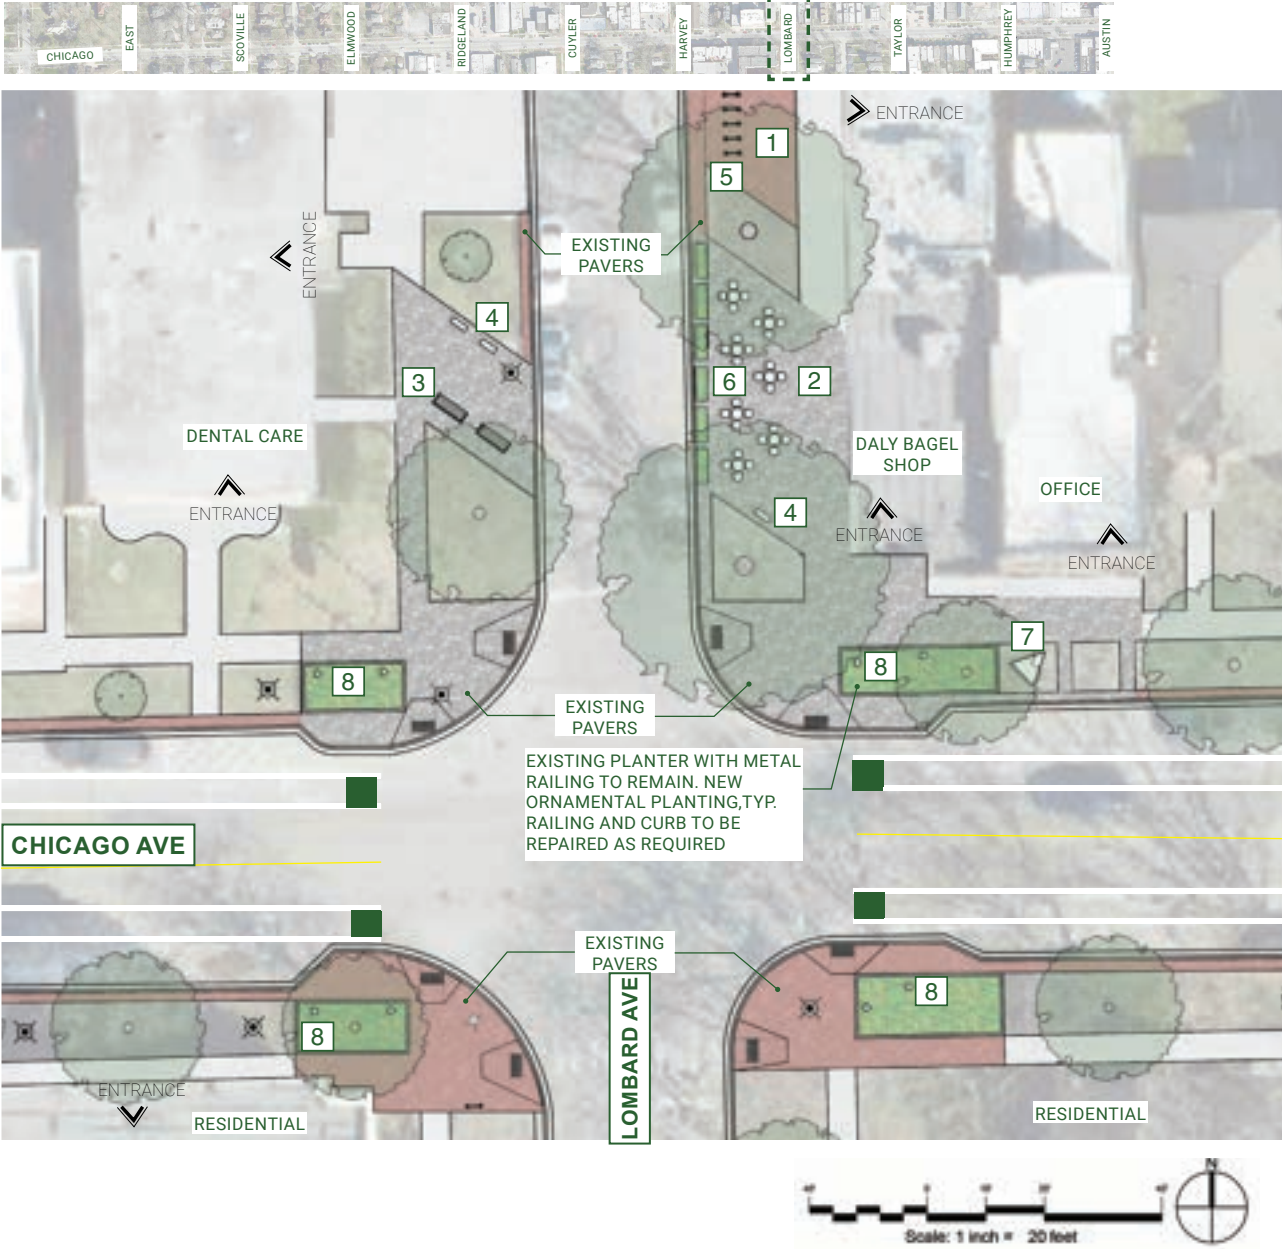 CHICAGO
EAST
SCOVILLE
ELMWOOD
RIDGELAND
CUYLER
HARVEY
LOMBARD
TAYLOR
HUMPHREY
AUSTIN
ENTRANCE
1
5
ENTRANCE
EXISTING
PAVERS
4
3
6
2
DENTAL CARE
DALY BAGEL
SHOP
OFFICE
ENTRANCE
4
ENTRANCE
ENTRANCE
7
8
8
EXISTING
PAVERS
EXISTING PLANTER WITH METAL
RAILING TO REMAIN. NEW
ORNAMENTAL PLANTING,TYP.
RAILING AND CURB TO BE
REPAIRED AS REQUIRED
CHICAGO AVE
EXISTING
PAVERS
LOMBARD AVE
8
8
ENTRANCE
RESIDENTIAL
RESIDENTIAL
N
Scale: 1 inch = 20 feet